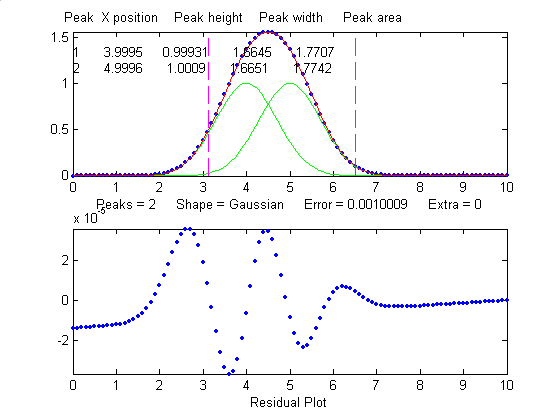 Peak X position Peak height Peak width Peak area
1 3.9995 0.99931 1.6645 1.7707
2 4.9996 1.0009 1.6651 1.7742
1.5
1
0.5
0
0 1 2 3 4 5 6 7 8 9 10
Peaks = 2 Shape = Gaussian Error = 0.0010009 Extra = 0
x 10^-5
2
0
-2
0 1 2 3 4 5 6 7 8 9 10
Residual Plot